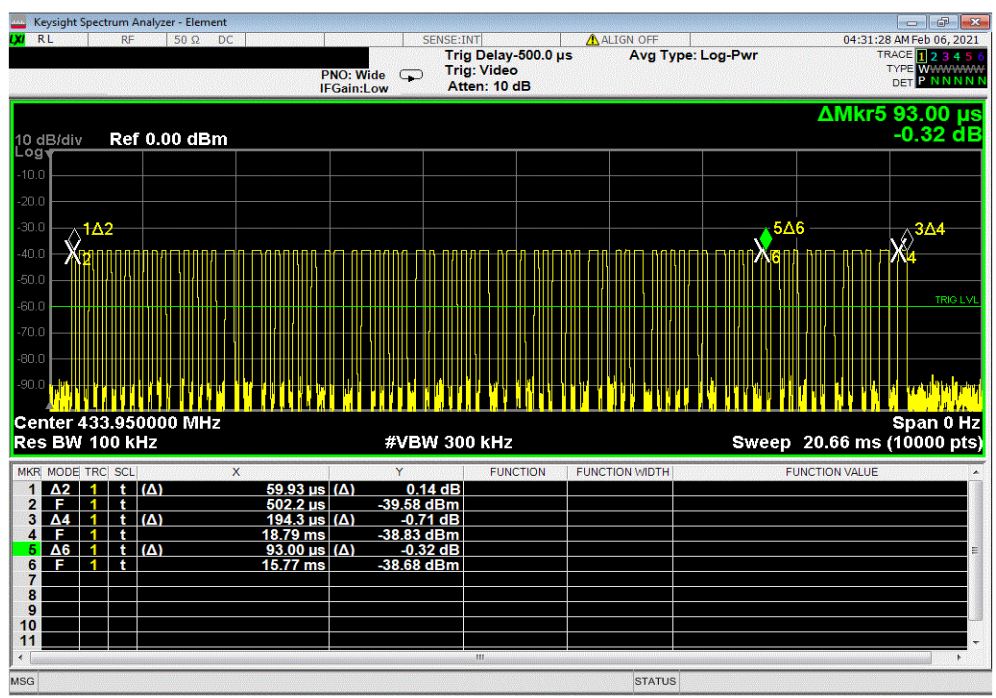 Keysight Spectrum Analyzer - Element
LXI RL RF 50 Ω DC SENSE:INT ALIGN OFF 04:31:28 AM Feb 06, 2021
Trig Delay-500.0 µs Avg Type: Log-Pwr TRACE 1 2 3 4 5 6
PNO: Wide Trig: Video TYPE WWWWWW
IFGain:Low Atten: 10 dB DET P N N N N N
ΔMkr5 93.00 µs
-0.32 dB
10 dB/div Ref 0.00 dBm
Log
-10.0
-20.0
-30.0
1Δ2 5Δ6 3Δ4
2 6 4
-40.0
-50.0
-60.0
TRIG LVL
-70.0
-80.0
-90.0
Center 433.950000 MHz Span 0 Hz
Res BW 100 kHz #VBW 300 kHz Sweep 20.66 ms (10000 pts)
MKR MODE TRC SCL X Y FUNCTION FUNCTION WIDTH FUNCTION VALUE
1 Δ2 1 t (Δ) 59.93 µs (Δ) 0.14 dB
2 F 1 t 502.2 µs -39.58 dBm
3 Δ4 1 t (Δ) 194.3 µs (Δ) -0.71 dB
4 F 1 t 18.79 ms -38.83 dBm
5 Δ6 1 t (Δ) 93.00 µs (Δ) -0.32 dB
6 F 1 t 15.77 ms -38.68 dBm
7
8
9
10
11
MSG STATUS